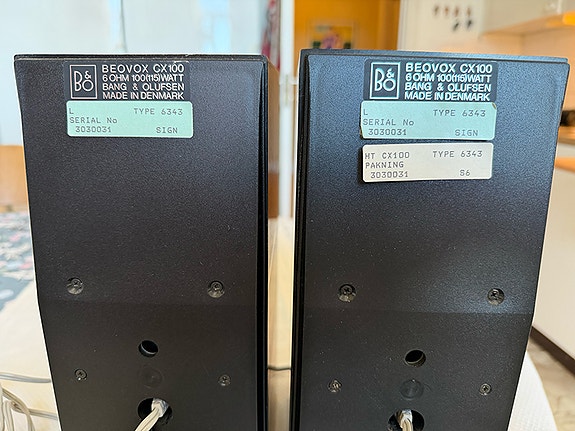 B&O
BEOVOX CX100
6 OHM 100(115)WATT
BANG & OLUFSEN
MADE IN DENMARK
L TYPE 6343
SERIAL No
3030031 SIGN
B&O
BEOVOX CX100
6 OHM 100(115)WATT
BANG & OLUFSEN
MADE IN DENMARK
L TYPE 6343
SERIAL No
3030031 SIGN
HT CX100 TYPE 6343
PAKNING
3030031 S6